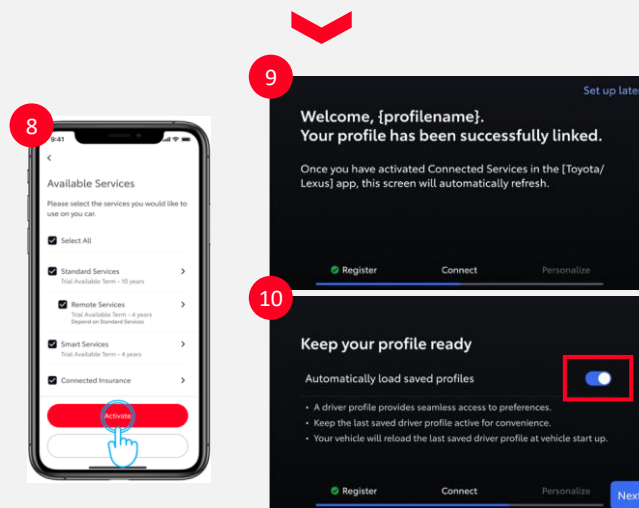 8
9:41
Available Services
Please select the services you would like to
use on you car.
Select All
Standard Services
Trial Available Term - 10 years
Remote Services
Trial Available Term - 4 years
Depend on Standard Services
Smart Services
Trial Available Term - 4 years
Connected Insurance
Activate
9
Set up later
Welcome, {profilename}.
Your profile has been successfully linked.
Once you have activated Connected Services in the [Toyota/
Lexus] app, this screen will automatically refresh.
Register Connect Personalize
10
Keep your profile ready
Automatically load saved profiles
• A driver profile provides seamless access to preferences.
• Keep the last saved driver profile active for convenience.
• Your vehicle will reload the last saved driver profile at vehicle start up.
Register Connect Personalize
Next